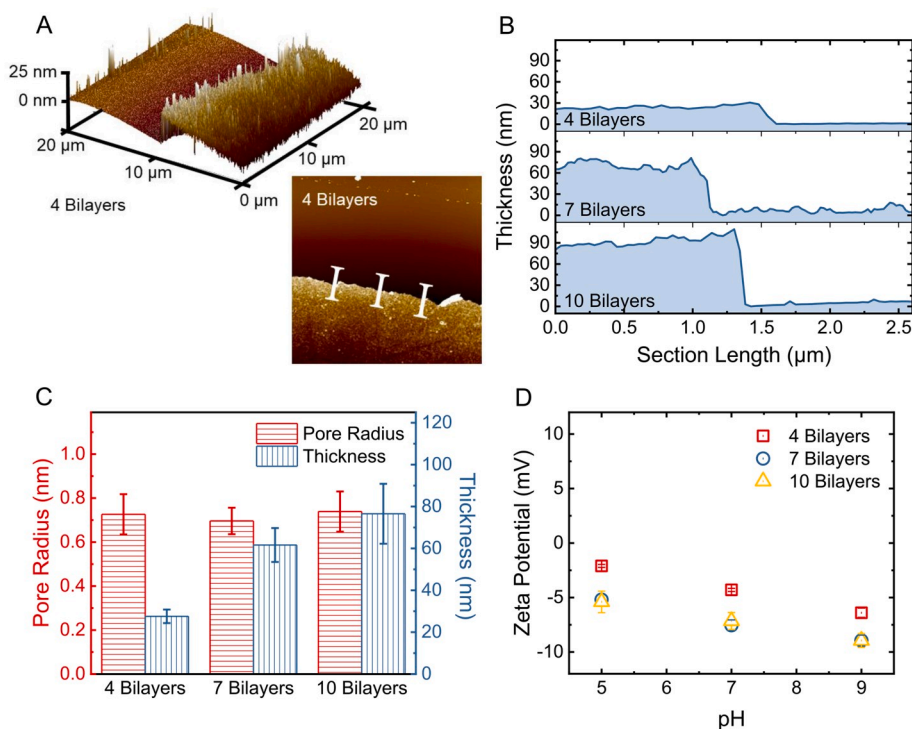 A
25 nm
0 nm
20 µm
10 µm
0 µm
10 µm
20 µm
4 Bilayers
4 Bilayers
B
Thickness (nm)
90
60
30
0
4 Bilayers
90
60
30
0
7 Bilayers
90
60
30
0
10 Bilayers
0.0
0.5
1.0
1.5
2.0
2.5
Section Length (µm)
C
Pore Radius (nm)
1.0
0.8
0.6
0.4
0.2
0.0
Pore Radius
Thickness
120
100
80
60
40
20
0
Thickness (nm)
4 Bilayers
7 Bilayers
10 Bilayers
D
Zeta Potential (mV)
10
5
0
-5
-10
4 Bilayers
7 Bilayers
10 Bilayers
5
6
7
8
9
pH